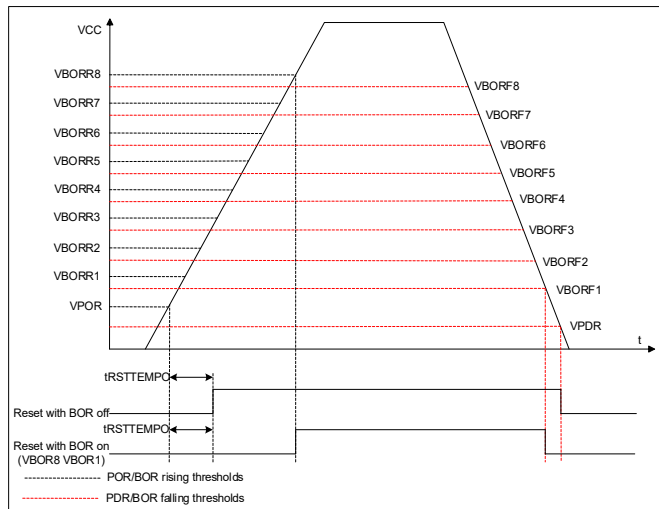 VCC
VBORR8
VBORF8
VBORR7
VBORF7
VBORR6
VBORF6
VBORR5
VBORF5
VBORR4
VBORF4
VBORR3
VBORF3
VBORR2
VBORF2
VBORR1
VBORF1
VPOR
VPDR
t
tRSTTEMPO
Reset with BOR off
tRSTTEMPO
Reset with BOR on
(VBOR8 VBOR1)
POR/BOR rising thresholds
PDR/BOR falling thresholds